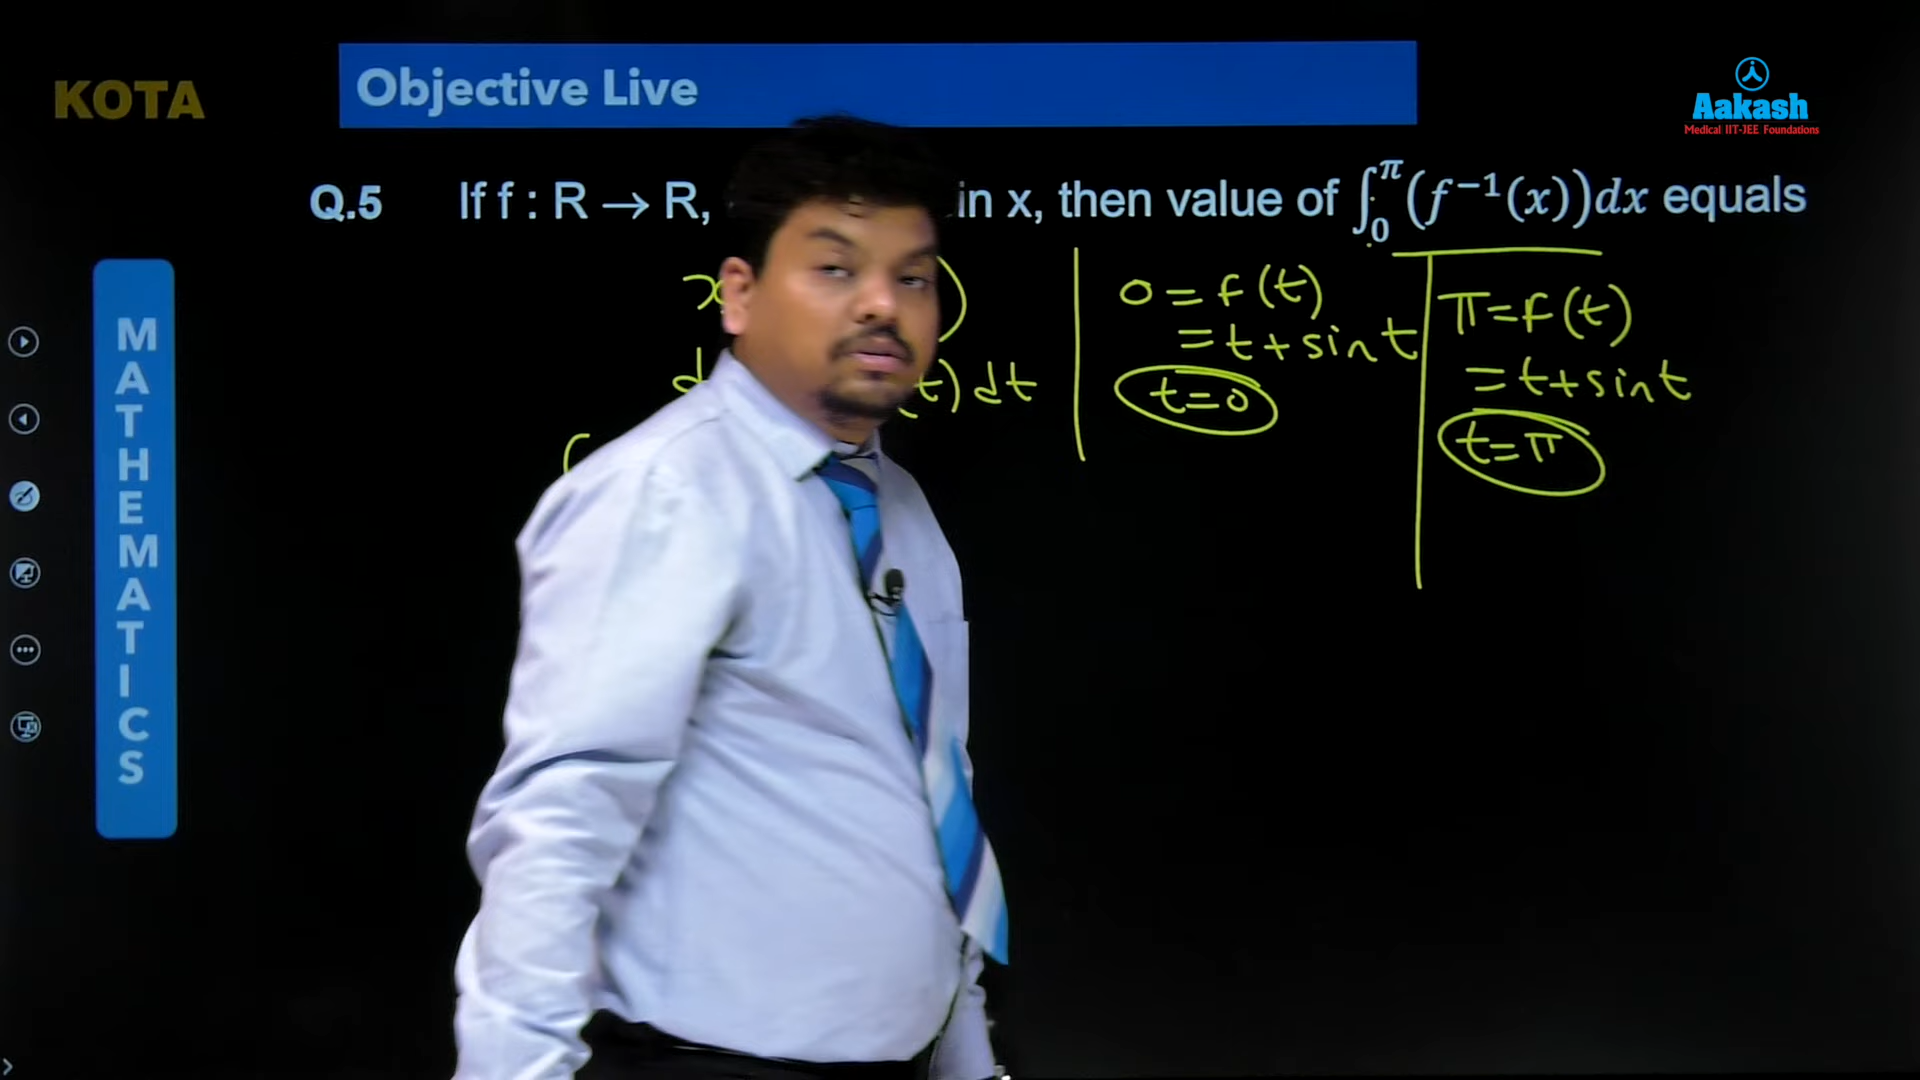 KOTA
Objective Live
Aakash
Medical IIT-JEE Foundations
Q.5 If f : R → R, in x, then value of ∫₀^π (f⁻¹(x))dx equals
MATHEMATICS
0 = f(t)
= t + sin t
t = 0
π = f(t)
= t + sin t
t = π
t) dt